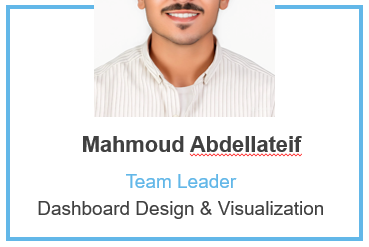 Mahmoud Abdellateif
Team Leader
Dashboard Design & Visualization